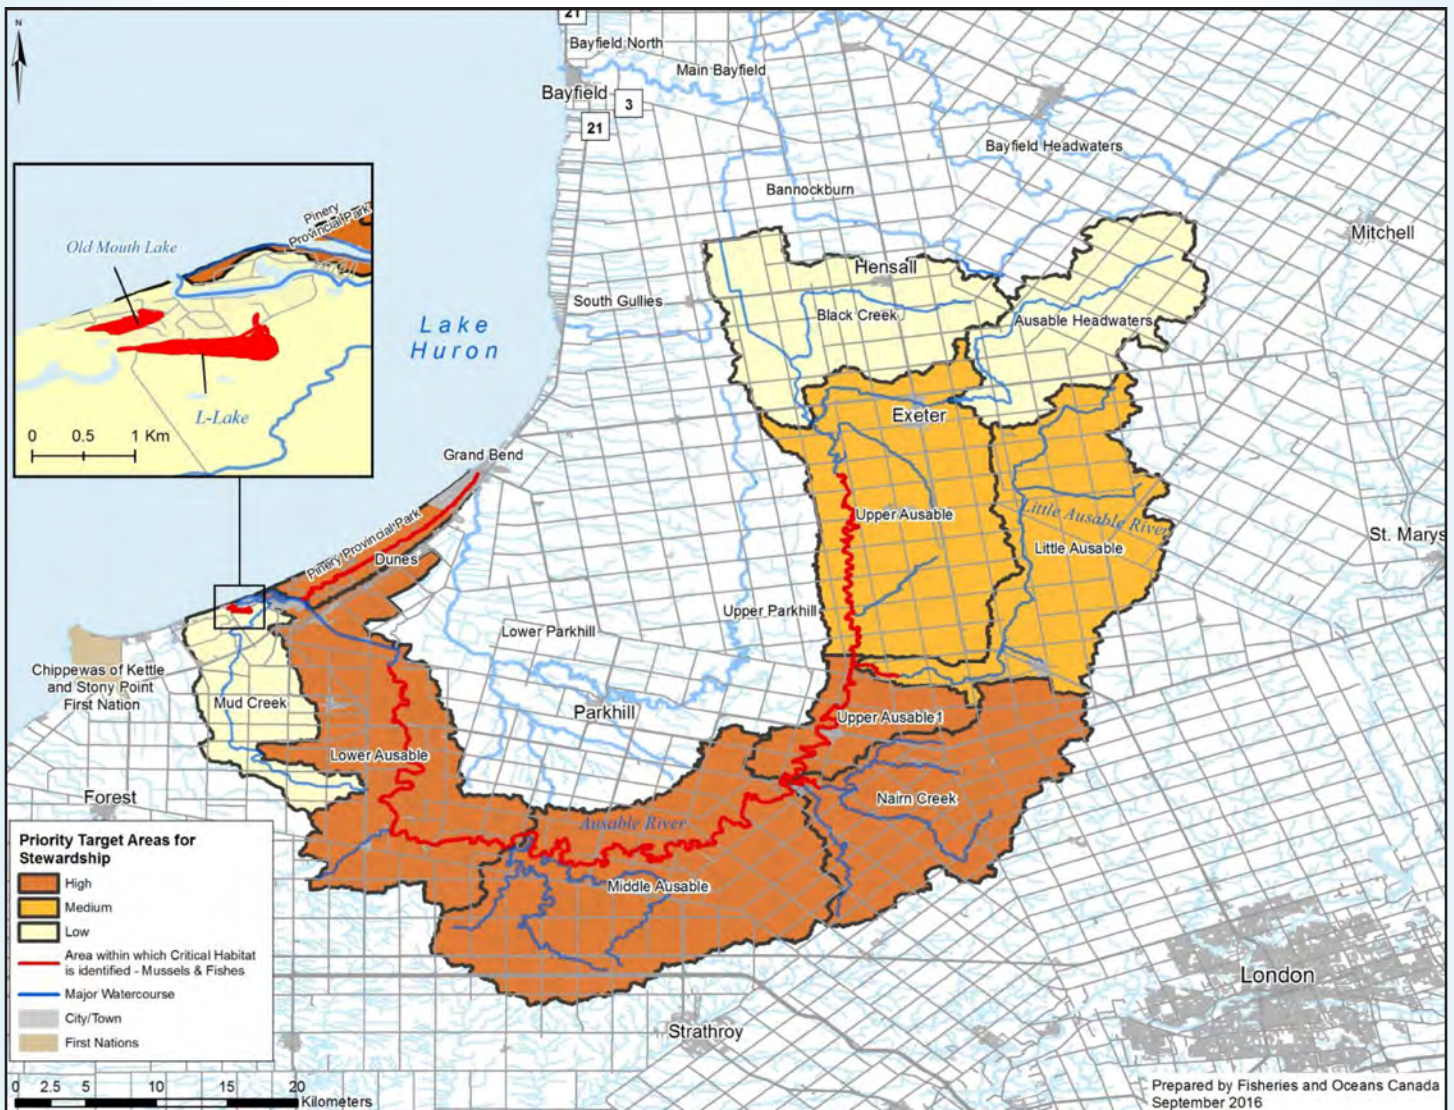 N
21
Bayfield North
Main Bayfield
Bayfield
3
21
Bayfield Headwaters
Bannockburn
Mitchell
Pinery
Provincial Park
Old Mouth Lake
L-Lake
0 0.5 1 Km
Lake
Huron
South Gullies
Hensall
Black Creek
Ausable Headwaters
Exeter
Grand Bend
Upper Ausable
Little Ausable River
Little Ausable
St. Marys
Pinery Provincial Park
Dunes
Upper Parkhill
Lower Parkhill
Chippewas of Kettle
and Stony Point
First Nation
Mud Creek
Parkhill
Upper Ausable1
Lower Ausable
Nairn Creek
Forest
Ausable River
Middle Ausable
London
Strathroy
Priority Target Areas for
Stewardship
High
Medium
Low
Area within which Critical Habitat
is identified - Mussels & Fishes
Major Watercourse
City/Town
First Nations
0 2.5 5 10 15 20
Kilometers
Prepared by Fisheries and Oceans Canada
September 2016